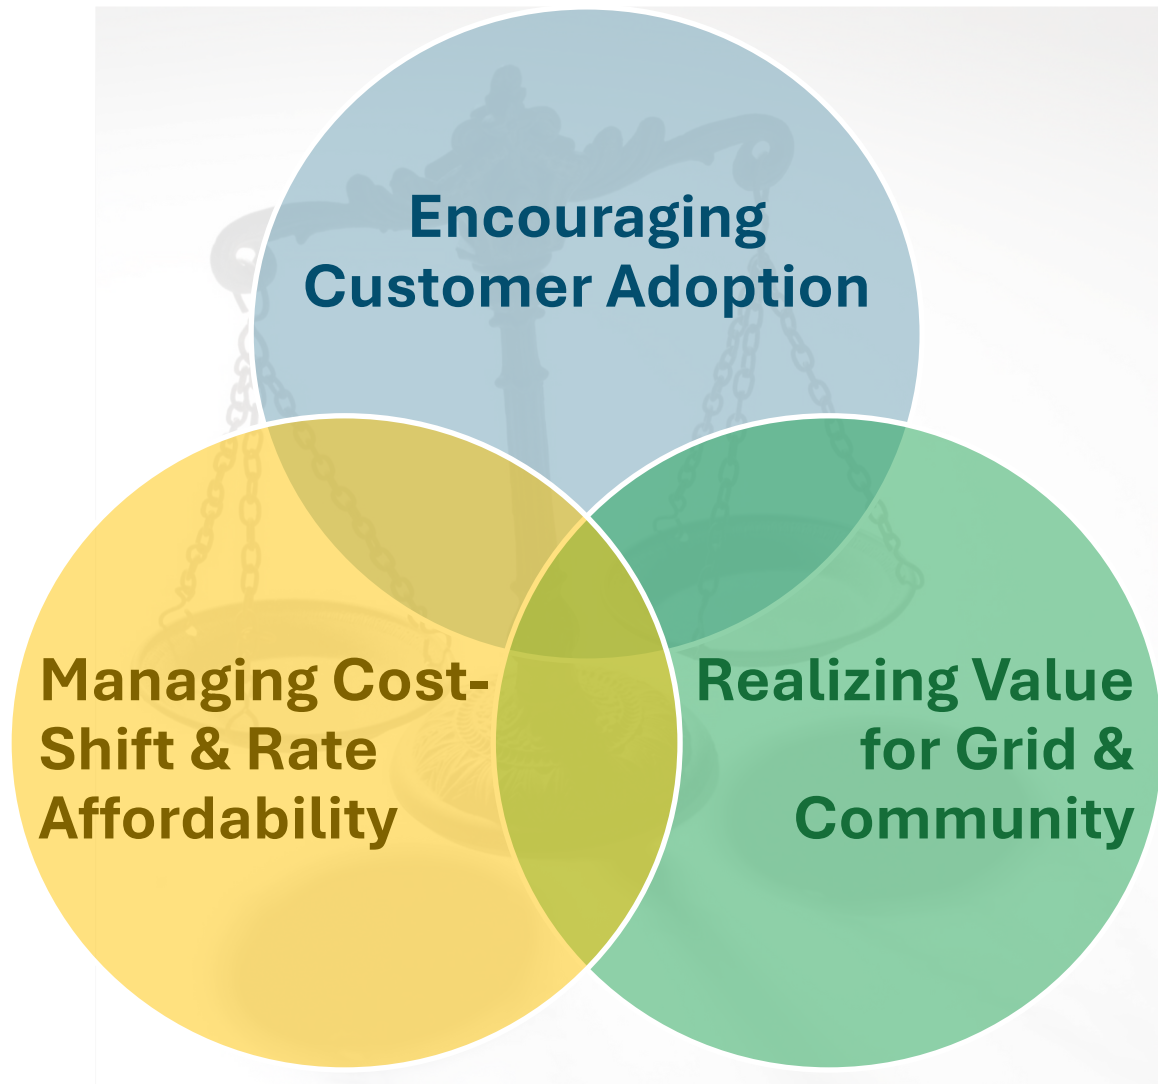 Encouraging
Customer Adoption
Managing Cost-
Shift & Rate
Affordability
Realizing Value
for Grid &
Community